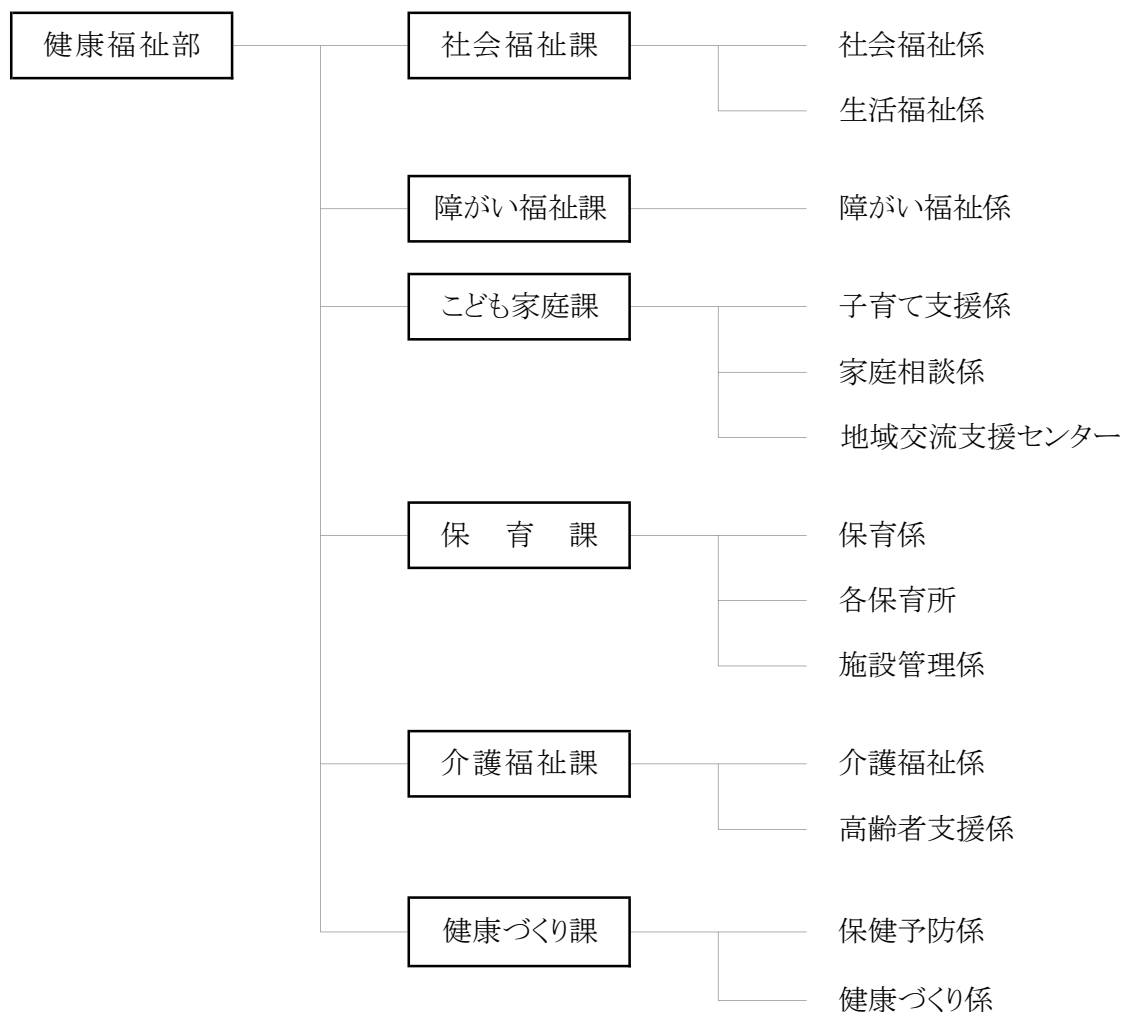 健康福祉部 社会福祉課 社会福祉係
生活福祉係
障がい福祉課 障がい福祉係
こども家庭課 子育て支援係
家庭相談係
地域交流支援センター
保 育 課 保育係
各保育所
施設管理係
介護福祉課 介護福祉係
高齢者支援係
健康づくり課 保健予防係
健康づくり係